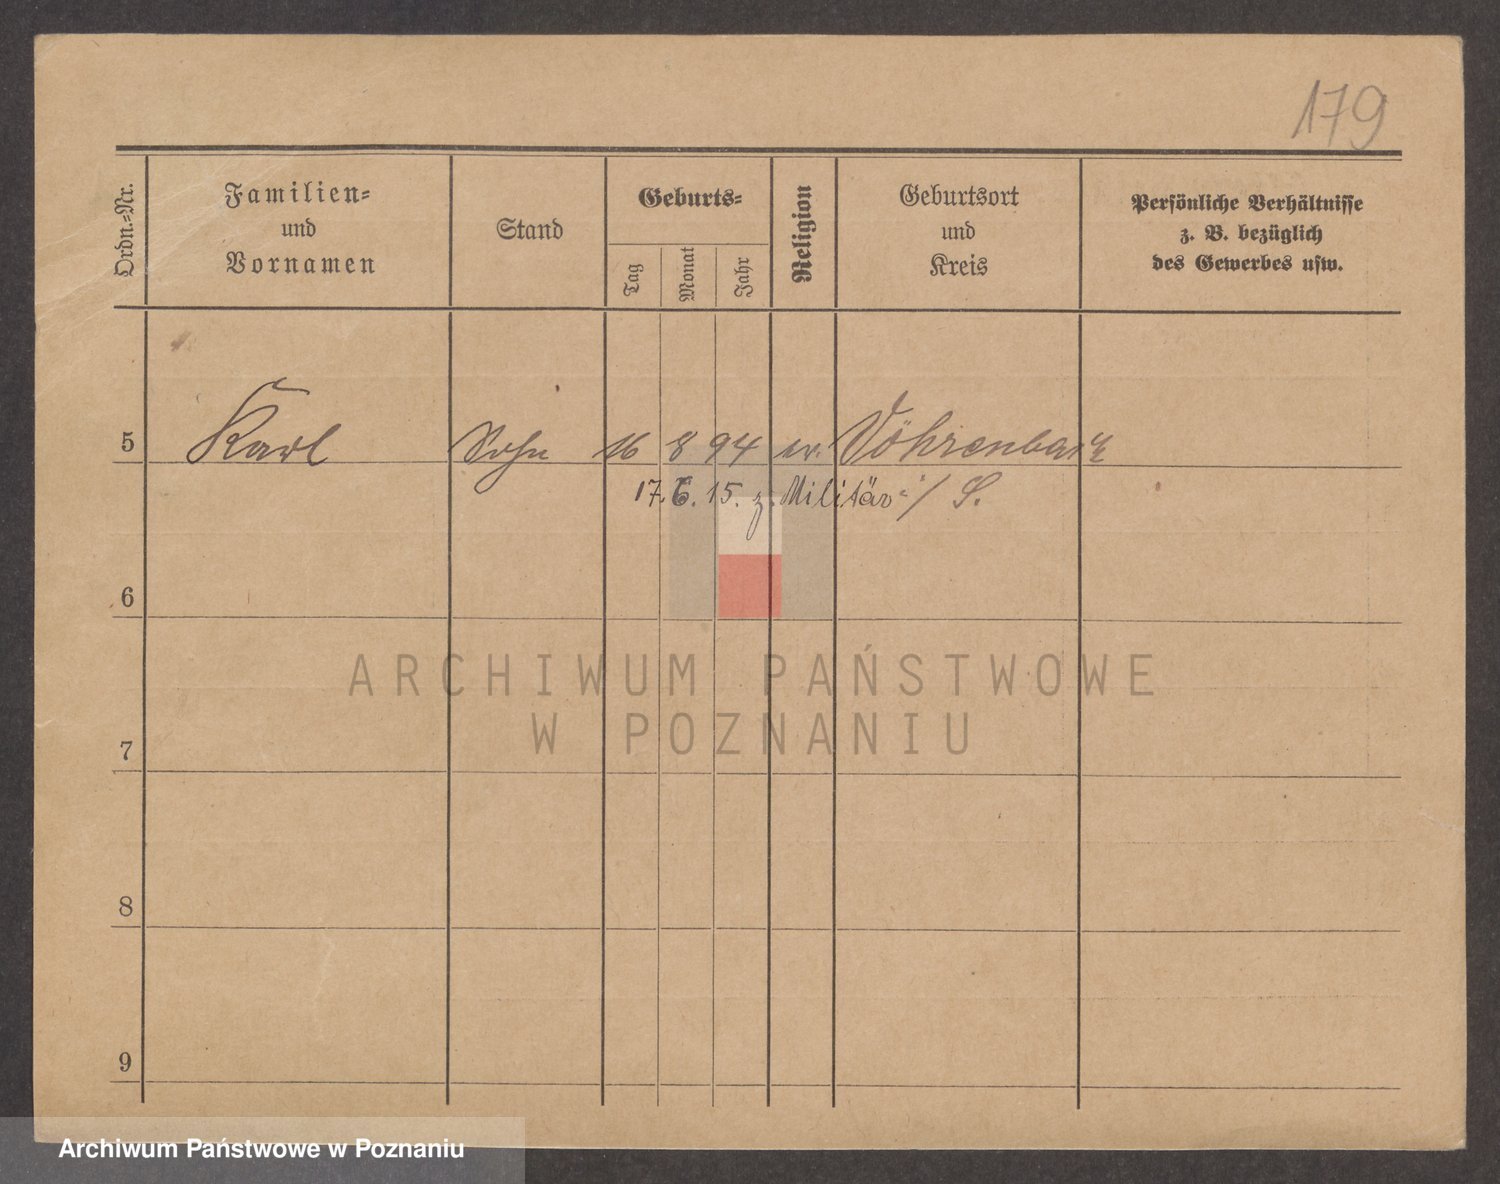 179
Ordn.-Nr.
Familien-
und
Vornamen
Stand
Geburts-
Tag
Monat
Jahr
Religion
Geburtsort
und
Kreis
Persönliche Verhältnisse
z. B. bezüglich
des Gewerbes usw.
5 Karl Sohn 16 8 94 ev. Vöhrenbach
17. 6. 15. z. Militär / S.
6
ARCHIWUM PAŃSTWOWE
W POZNANIU
7
8
9
Archiwum Państwowe w Poznaniu